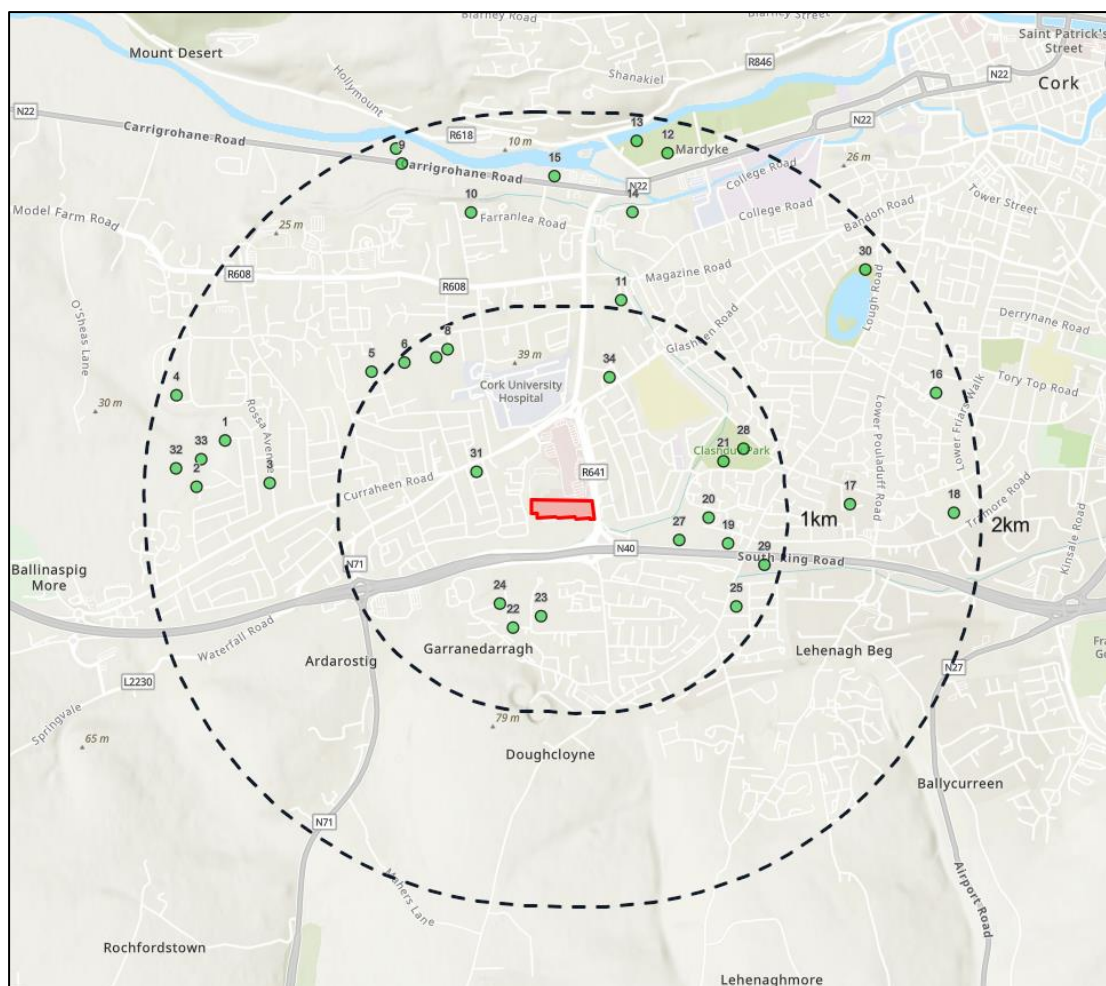 Blarney Road
Blarney Street
Saint Patrick's
Street
Mount Desert
R846
N22
Shanakiel
Cork
Hollymount
N22
Carrigrohane Road
R618
10 m
13
12
Mardyke
N22
9
Carrigrohane Road
15
College Road
26 m
N22
Model Farm Road
10
Farranlea Road
14
College Road
Tower Street
25 m
Bandon Road
R608
R608
Magazine Road
30
11
Lough Road
O'Sheas Lane
Glasheen Road
Derrynane Road
8
6
5
39 m
34
Cork University
Hospital
16
Tory Top Road
4
30 m
Rossa Avenue
Lower Pouladuff Road
Lower Friars Walk
1
28
33
21
Clashduv Park
32
31
3
2
R641
Curraheen Road
17
18
20
1km
2km
Tramore Road
Kinsale Road
27
19
N40
South Ring Road
29
N71
Ballinaspig
More
24
23
25
22
Waterfall Road
Garranedarragh
Lehenagh Beg
Ardarostig
N27
L2230
Springvale
79 m
65 m
Doughcloyne
Ballycurreen
N71
Mahers Lane
Airport Road
Rochfordstown
Lehenaghmore